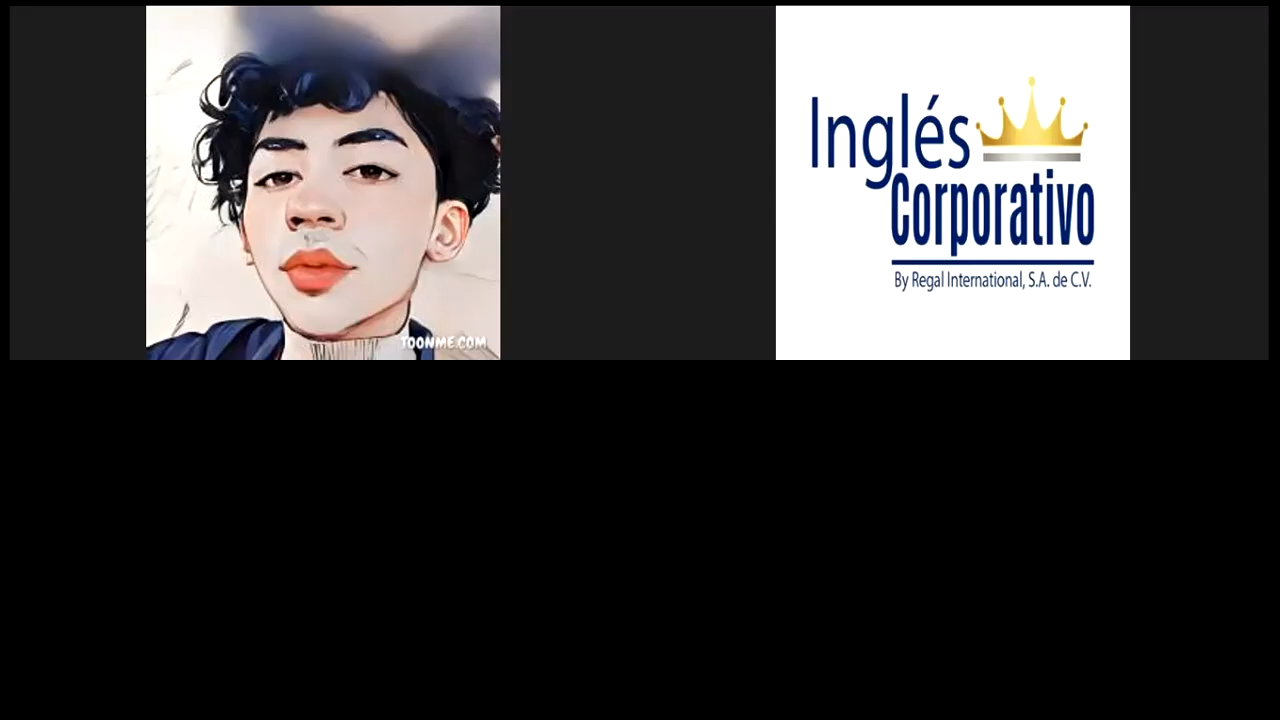 TOONME.COM
Inglés
Corporativo
By Regal International, S.A. de C.V.